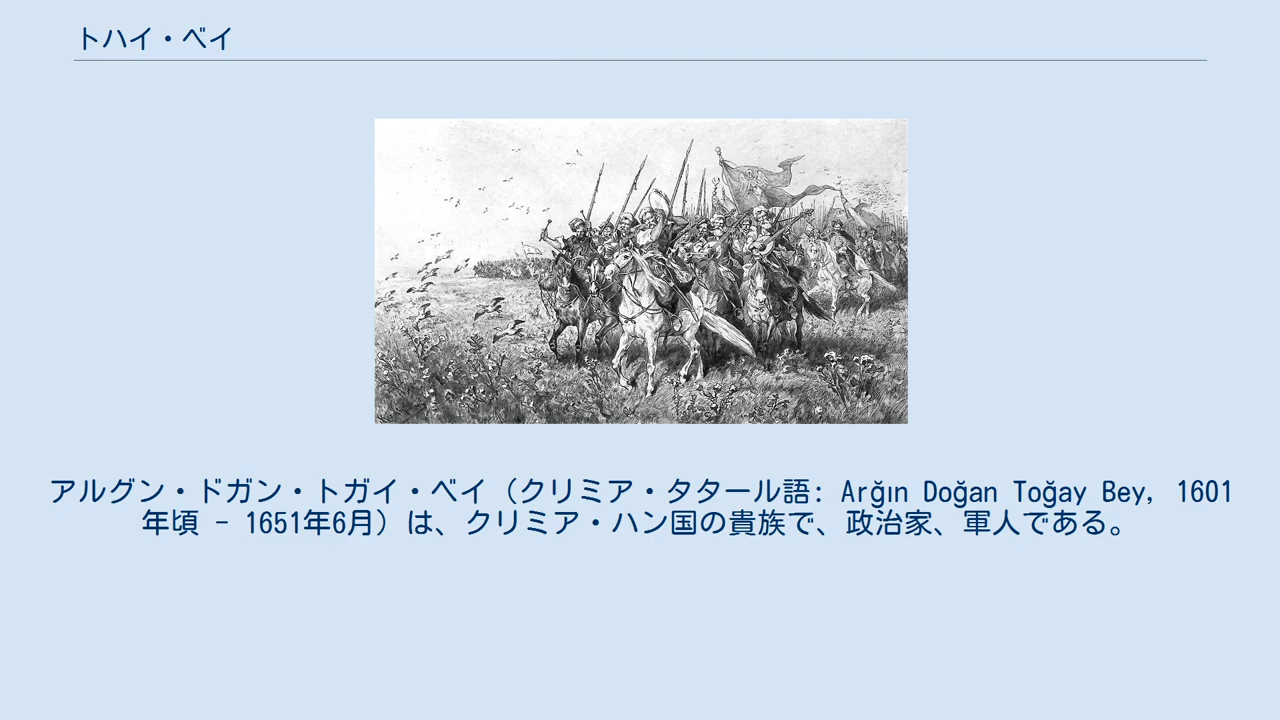 トハイ・ベイ
アルグン・ドガン・トガイ・ベイ（クリミア・タタール語: Arğın Doğan Toğay Bey, 1601
年頃 - 1651年6月）は、クリミア・ハン国の貴族で、政治家、軍人である。